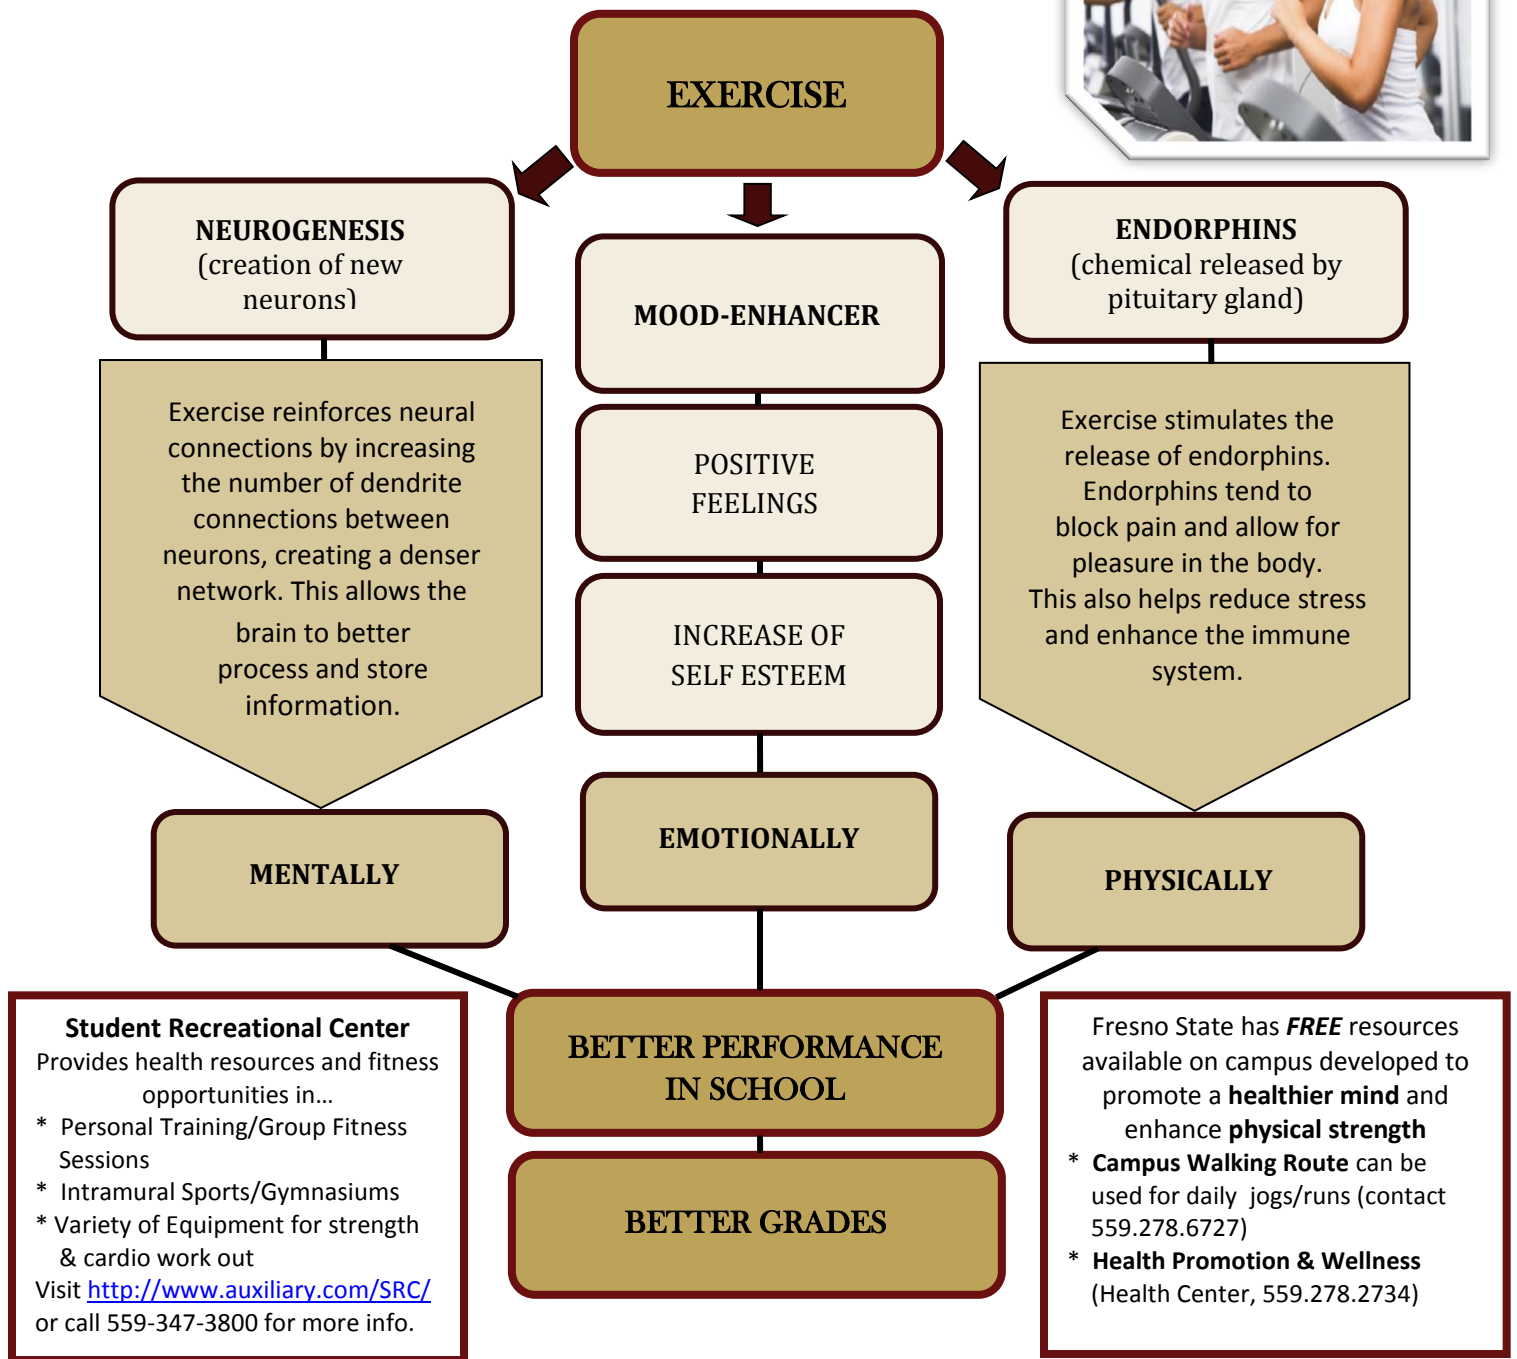 EXERCISE
NEUROGENESIS
(creation of new
neurons)
Exercise reinforces neural
connections by increasing
the number of dendrite
connections between
neurons, creating a denser
network. This allows the
brain to better
process and store
information.
MENTALLY
MOOD-ENHANCER
POSITIVE
FEELINGS
INCREASE OF
SELF ESTEEM
EMOTIONALLY
ENDORPHINS
(chemical released by
pituitary gland)
Exercise stimulates the
release of endorphins.
Endorphins tend to
block pain and allow for
pleasure in the body.
This also helps reduce stress
and enhance the immune
system.
PHYSICALLY
BETTER PERFORMANCE
IN SCHOOL
BETTER GRADES
Student Recreational Center
Provides health resources and fitness
opportunities in…
* Personal Training/Group Fitness
Sessions
* Intramural Sports/Gymnasiums
* Variety of Equipment for strength
& cardio work out
Visit http://www.auxiliary.com/SRC/
or call 559-347-3800 for more info.
Fresno State has FREE resources
available on campus developed to
promote a healthier mind and
enhance physical strength
* Campus Walking Route can be
used for daily jogs/runs (contact
559.278.6727)
* Health Promotion & Wellness
(Health Center, 559.278.2734)